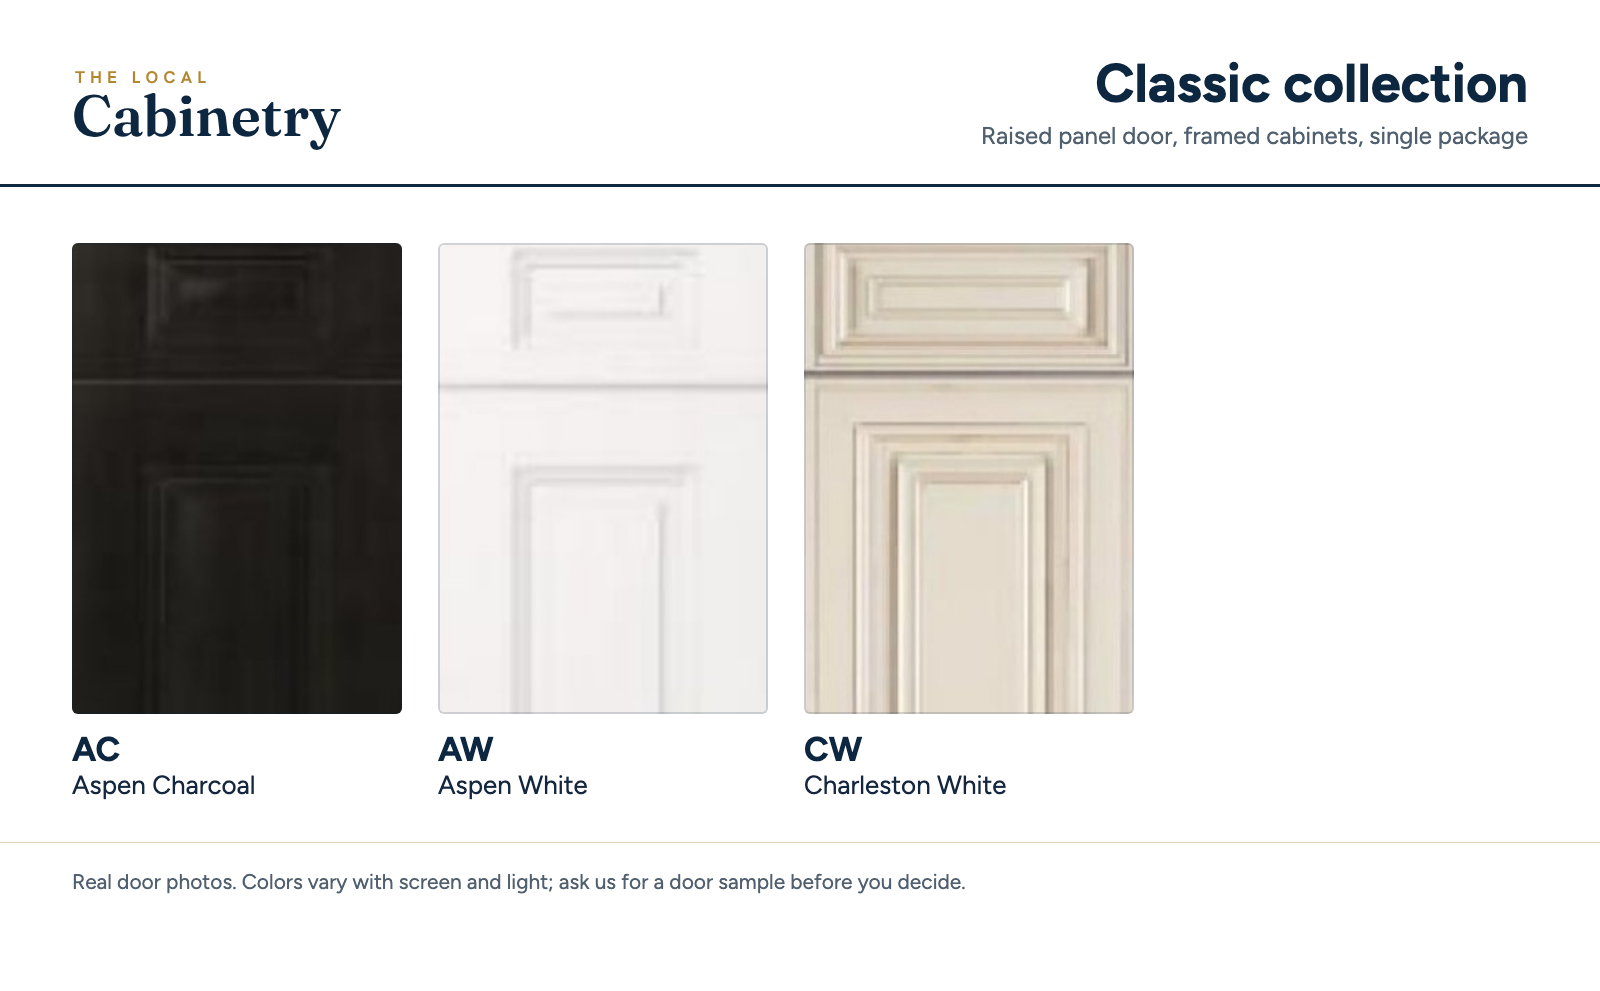 THE LOCAL
Cabinetry
Classic collection
Raised panel door, framed cabinets, single package
AC
Aspen Charcoal
AW
Aspen White
CW
Charleston White
Real door photos. Colors vary with screen and light; ask us for a door sample before you decide.